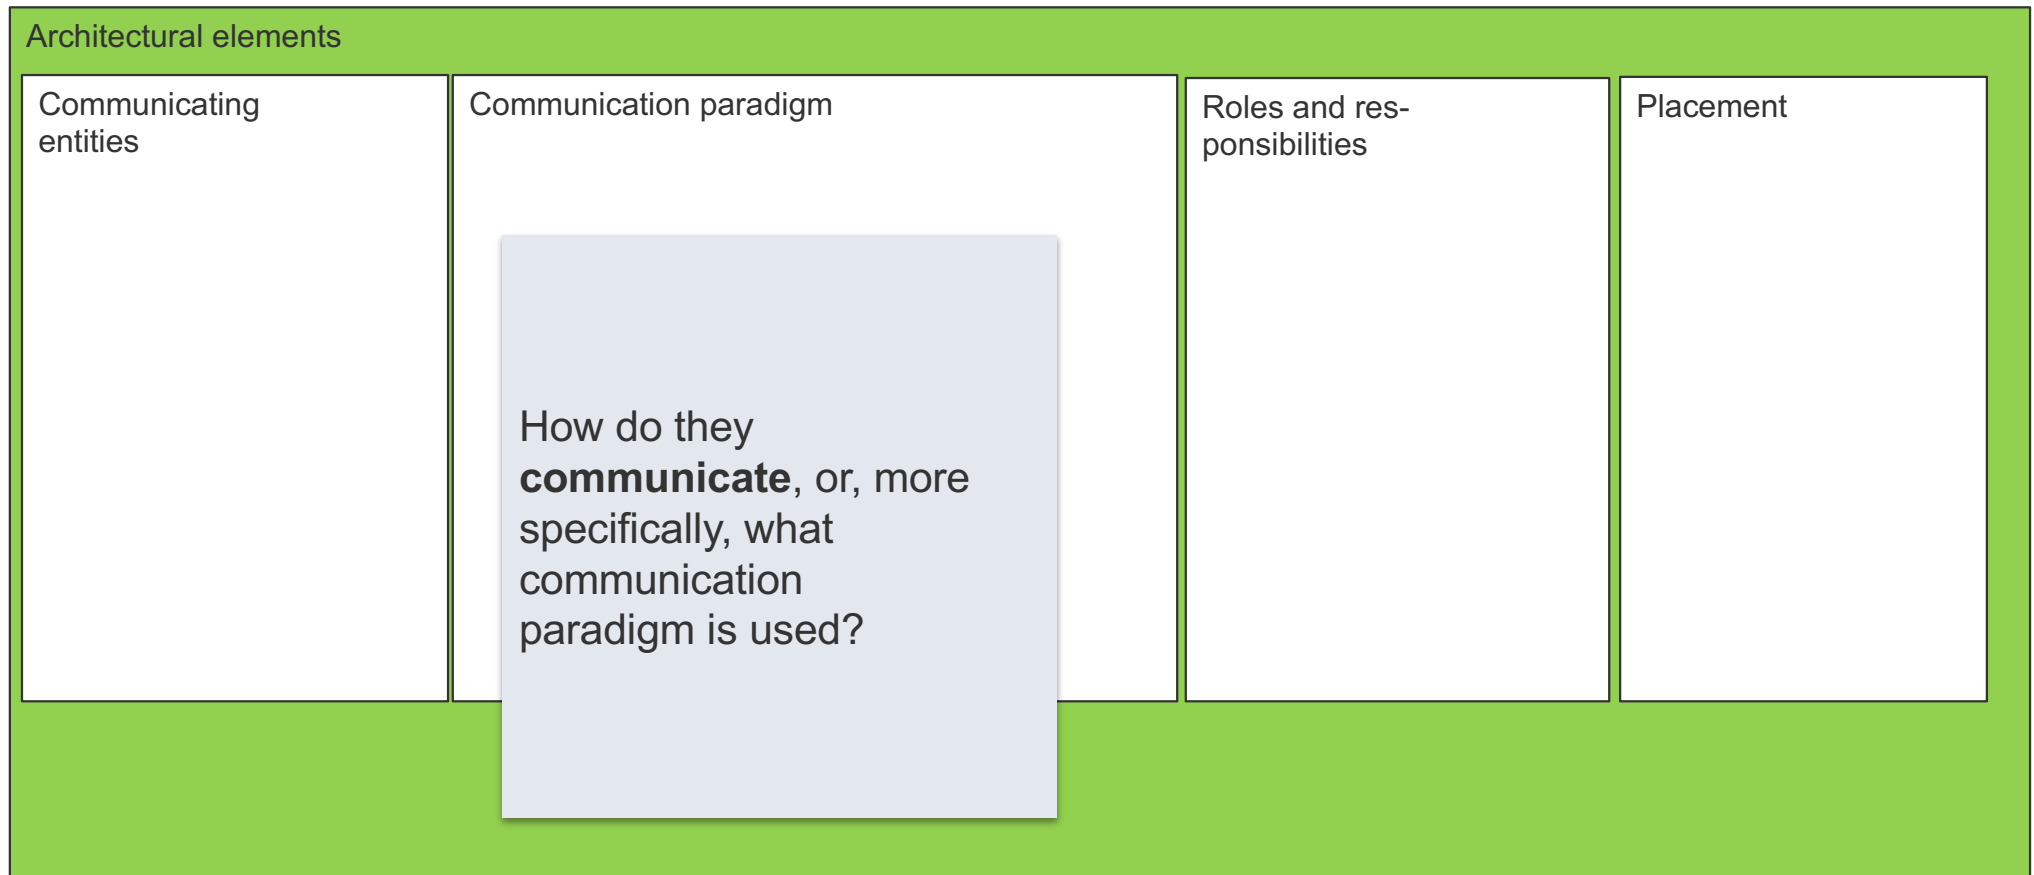 Architectural elements
Communicating
entities
Communication paradigm
How do they
communicate, or, more
specifically, what
communication
paradigm is used?
Roles and res-
ponsibilities
Placement